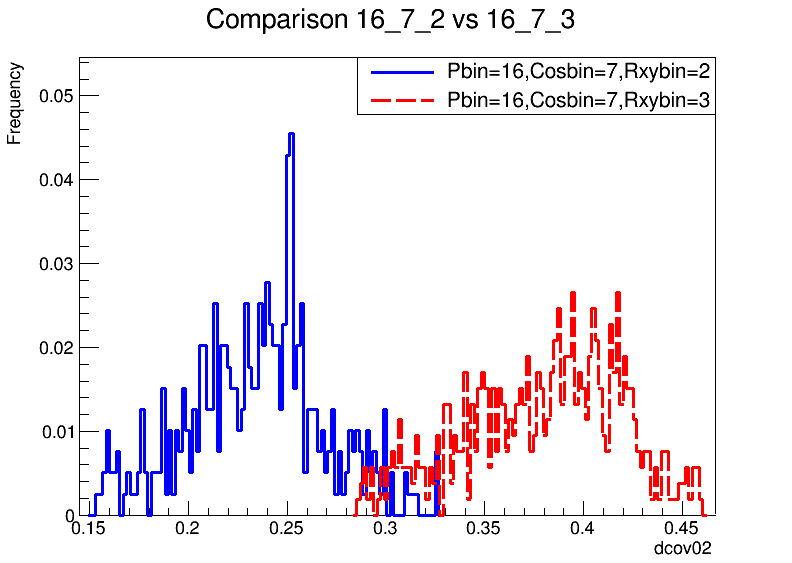 Comparison 16_7_2 vs 16_7_3
Frequency
Pbin=16,Cosbin=7,Rxybin=2
Pbin=16,Cosbin=7,Rxybin=3
0.05
0.04
0.03
0.02
0.01
0
0.15 0.2 0.25 0.3 0.35 0.4 0.45
dcov02